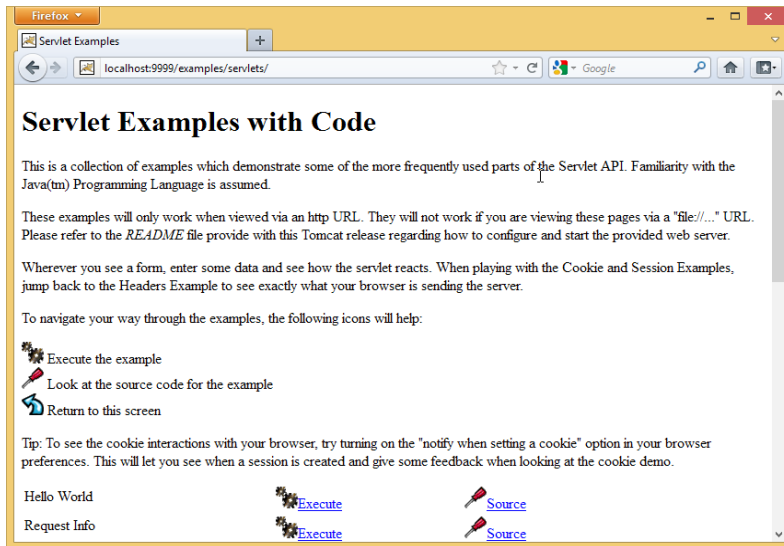 Firefox
Servlet Examples
localhost:9999/examples/servlets/
Google
Servlet Examples with Code
This is a collection of examples which demonstrate some of the more frequently used parts of the Servlet API. Familiarity with the
Java(tm) Programming Language is assumed.
These examples will only work when viewed via an http URL. They will not work if you are viewing these pages via a "file://..." URL.
Please refer to the README file provide with this Tomcat release regarding how to configure and start the provided web server.
Wherever you see a form, enter some data and see how the servlet reacts. When playing with the Cookie and Session Examples,
jump back to the Headers Example to see exactly what your browser is sending the server.
To navigate your way through the examples, the following icons will help:
Execute the example
Look at the source code for the example
Return to this screen
Tip: To see the cookie interactions with your browser, try turning on the "notify when setting a cookie" option in your browser
preferences. This will let you see when a session is created and give some feedback when looking at the cookie demo.
Hello World Execute Source
Request Info Execute Source